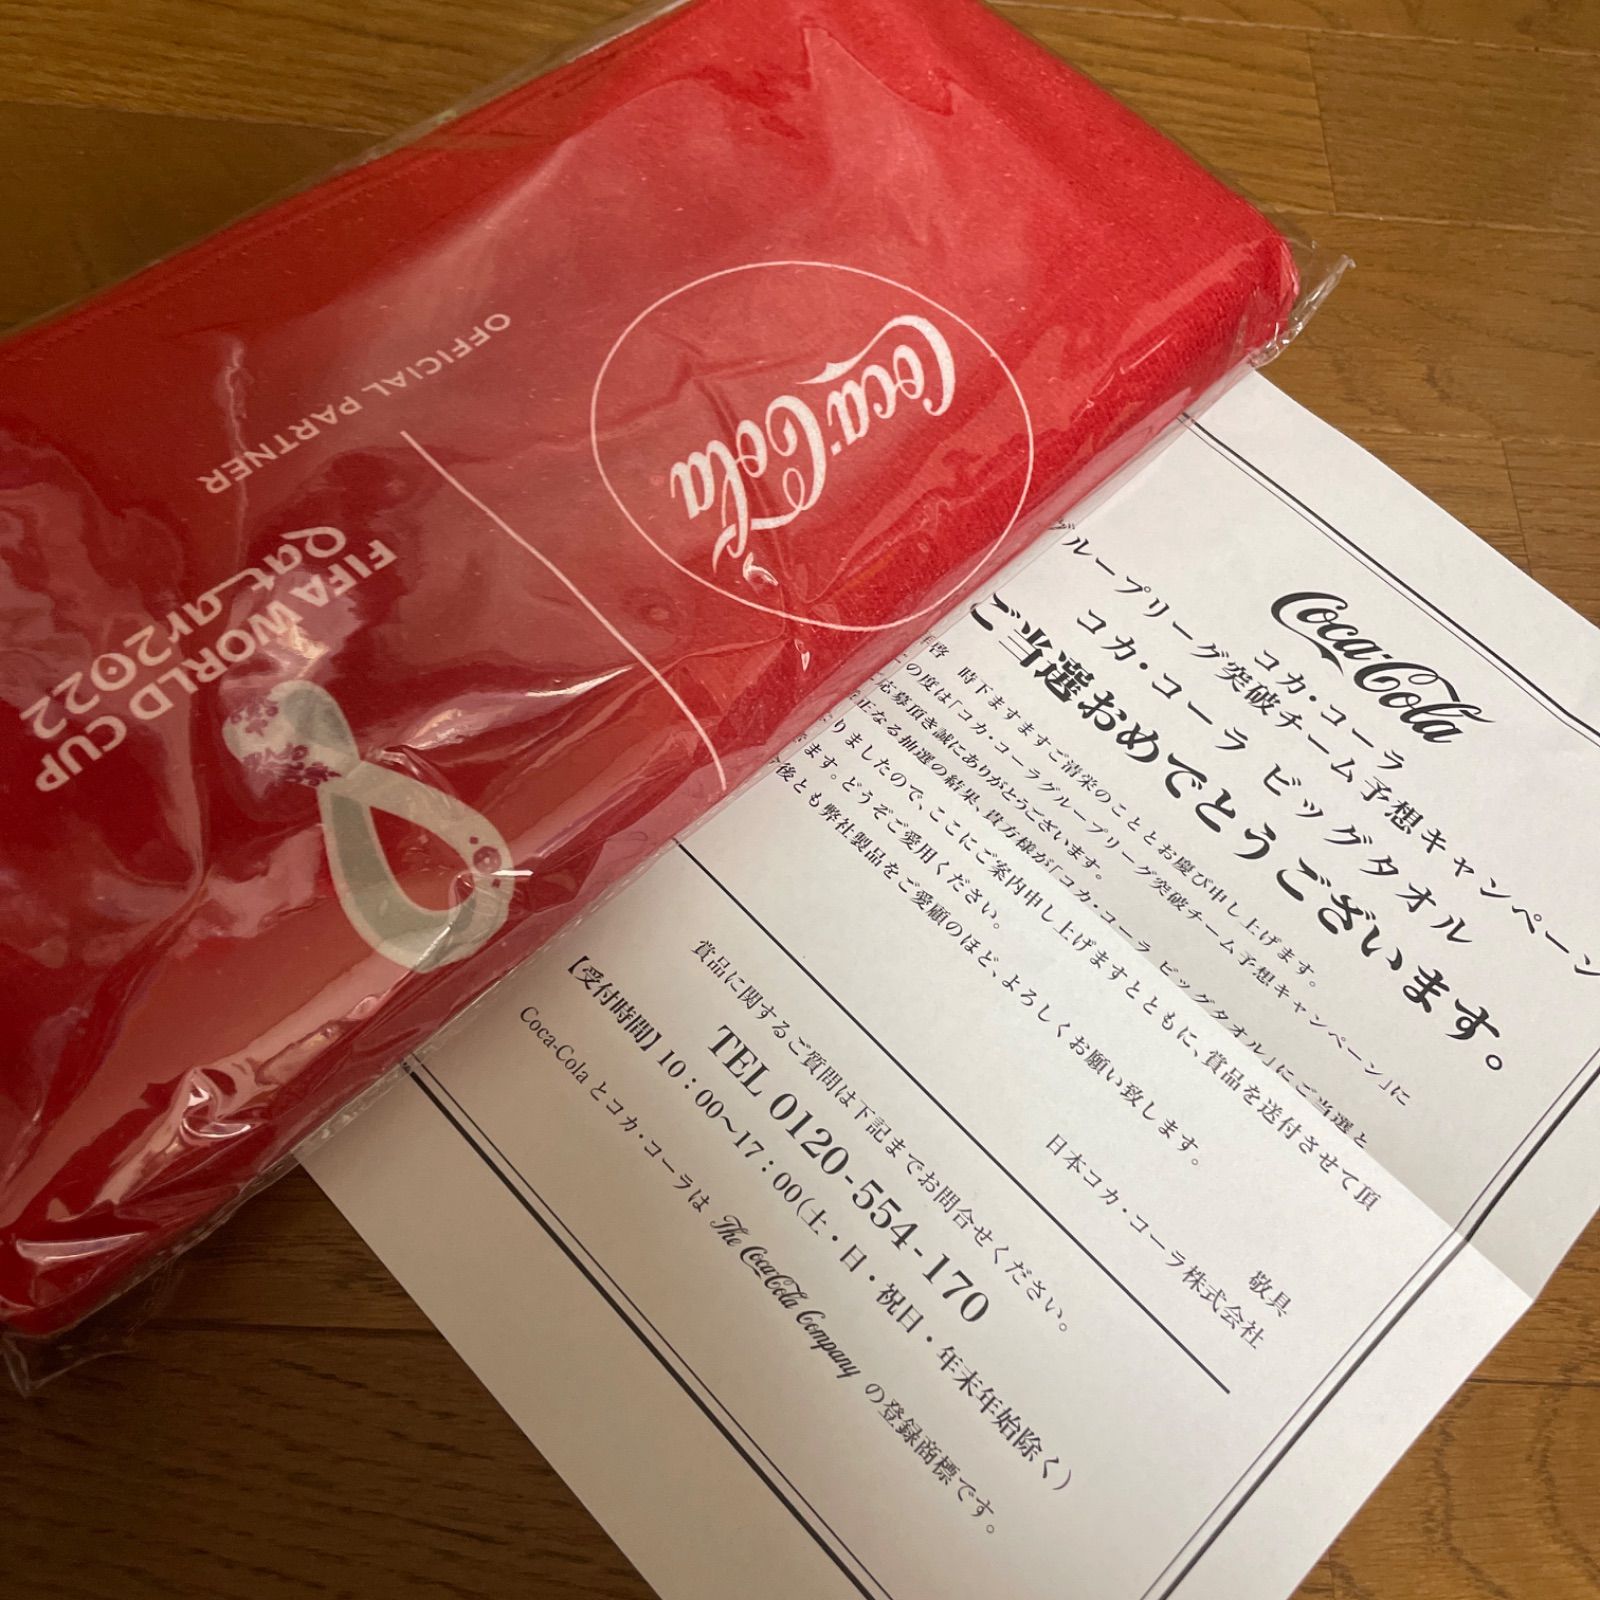 Coca-Cola
OFFICIAL PARTNER
FIFA WORLD CUP
Qatar2022
Coca-Cola
コカ・コーラ
グループリーグ突破チーム予想キャンペーン
コカ・コーラ ビッグタオル
ご当選おめでとうございます。
拝啓 時下ますますご清栄のこととお慶び申し上げます。
この度は「コカ・コーラグループリーグ突破チーム予想キャンペーン」に
ご応募頂き誠にありがとうございます。
正なる抽選の結果、貴方様が「コカ・コーラ ビッグタオル」にご当選と
なりましたので、ここにご案内申し上げますとともに、賞品を送付させて頂
きます。どうぞご愛用ください。
今後とも弊社製品をご愛顧のほど、よろしくお願い致します。
敬具
日本コカ・コーラ株式会社
賞品に関するご質問は下記までお問合せください。
TEL 0120-554-170
【受付時間】10：00〜17：00（土・日・祝日・年末年始除く）
Coca-Cola とコカ・コーラは The Coca-Cola Company の登録商標です。